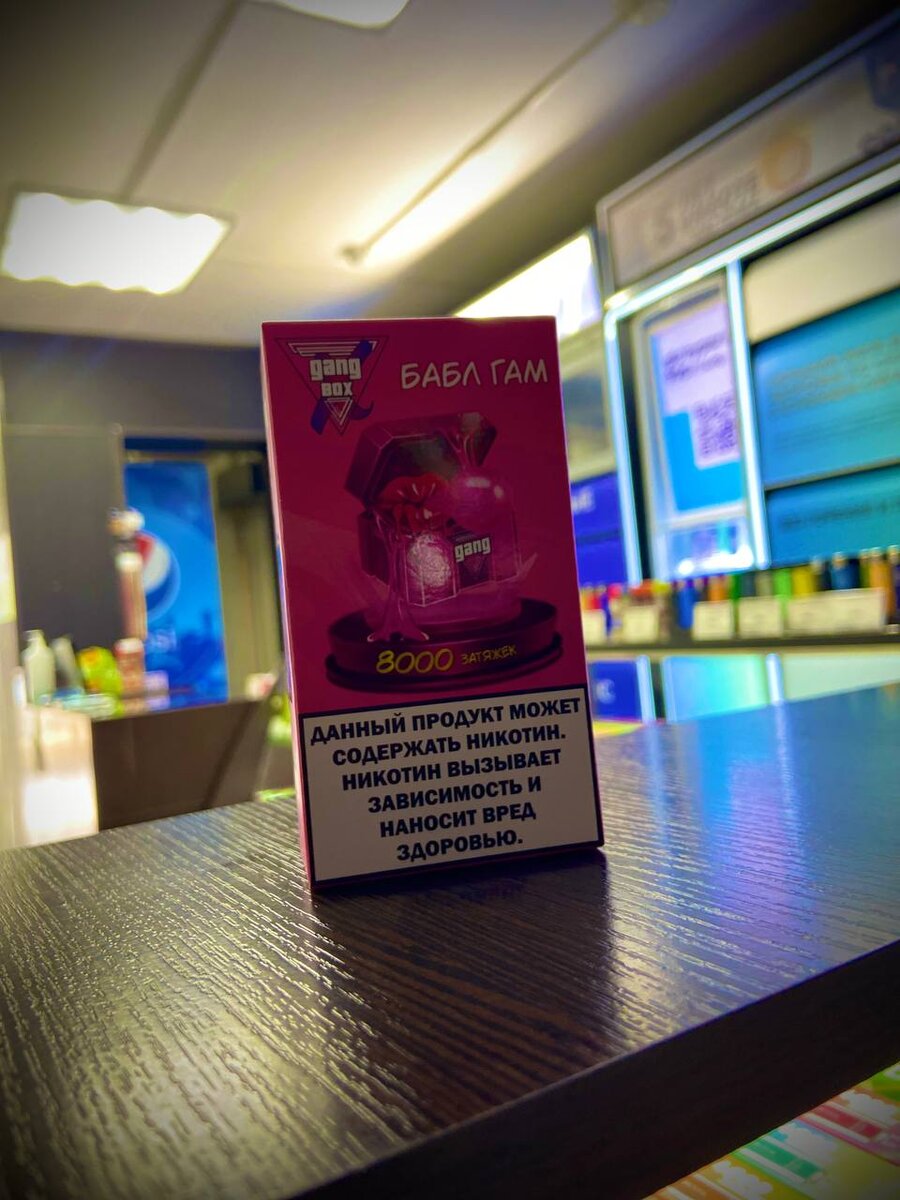 gang
BOX
БАБЛ ГАМ
gang
8000 ЗАТЯЖЕК
ДАННЫЙ ПРОДУКТ МОЖЕТ
СОДЕРЖАТЬ НИКОТИН.
НИКОТИН ВЫЗЫВАЕТ
ЗАВИСИМОСТЬ И
НАНОСИТ ВРЕД
ЗДОРОВЬЮ.